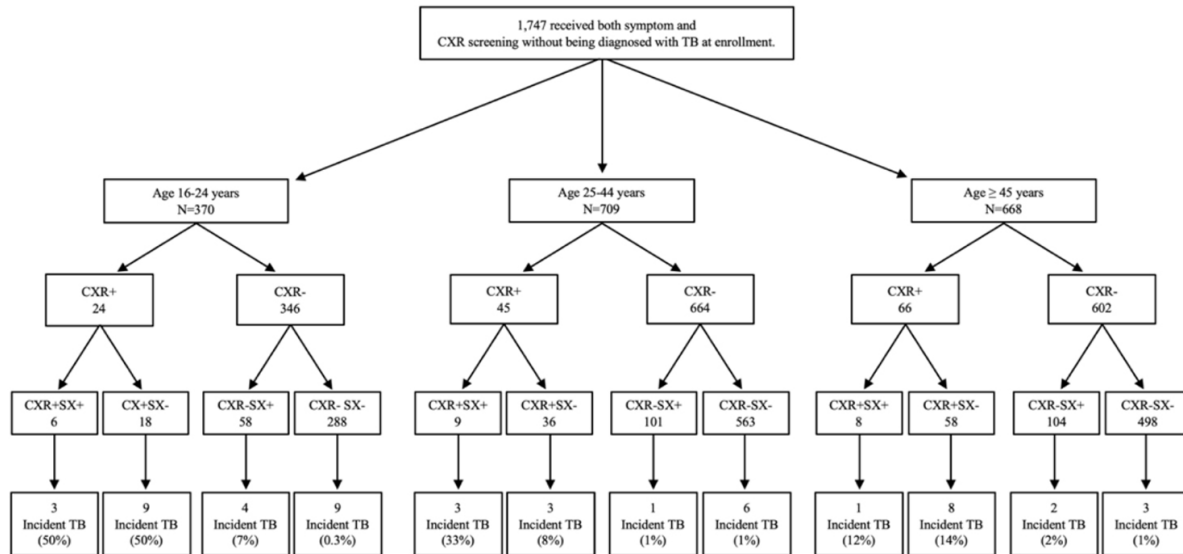 1,747 received both symptom and
CXR screening without being diagnosed with TB at enrollment.
Age 16-24 years
N=370
Age 25-44 years
N=709
Age ≥ 45 years
N=668
CXR+
24
CXR-
346
CXR+
45
CXR-
664
CXR+
66
CXR-
602
CXR+SX+
6
CX+SX-
18
CXR-SX+
58
CXR- SX-
288
CXR+SX+
9
CXR+SX-
36
CXR-SX+
101
CXR-SX-
563
CXR+SX+
8
CXR+SX-
58
CXR-SX+
104
CXR-SX-
498
3
Incident TB
(50%)
9
Incident TB
(50%)
4
Incident TB
(7%)
9
Incident TB
(0.3%)
3
Incident TB
(33%)
3
Incident TB
(8%)
1
Incident TB
(1%)
6
Incident TB
(1%)
1
Incident TB
(12%)
8
Incident TB
(14%)
2
Incident TB
(2%)
3
Incident TB
(1%)